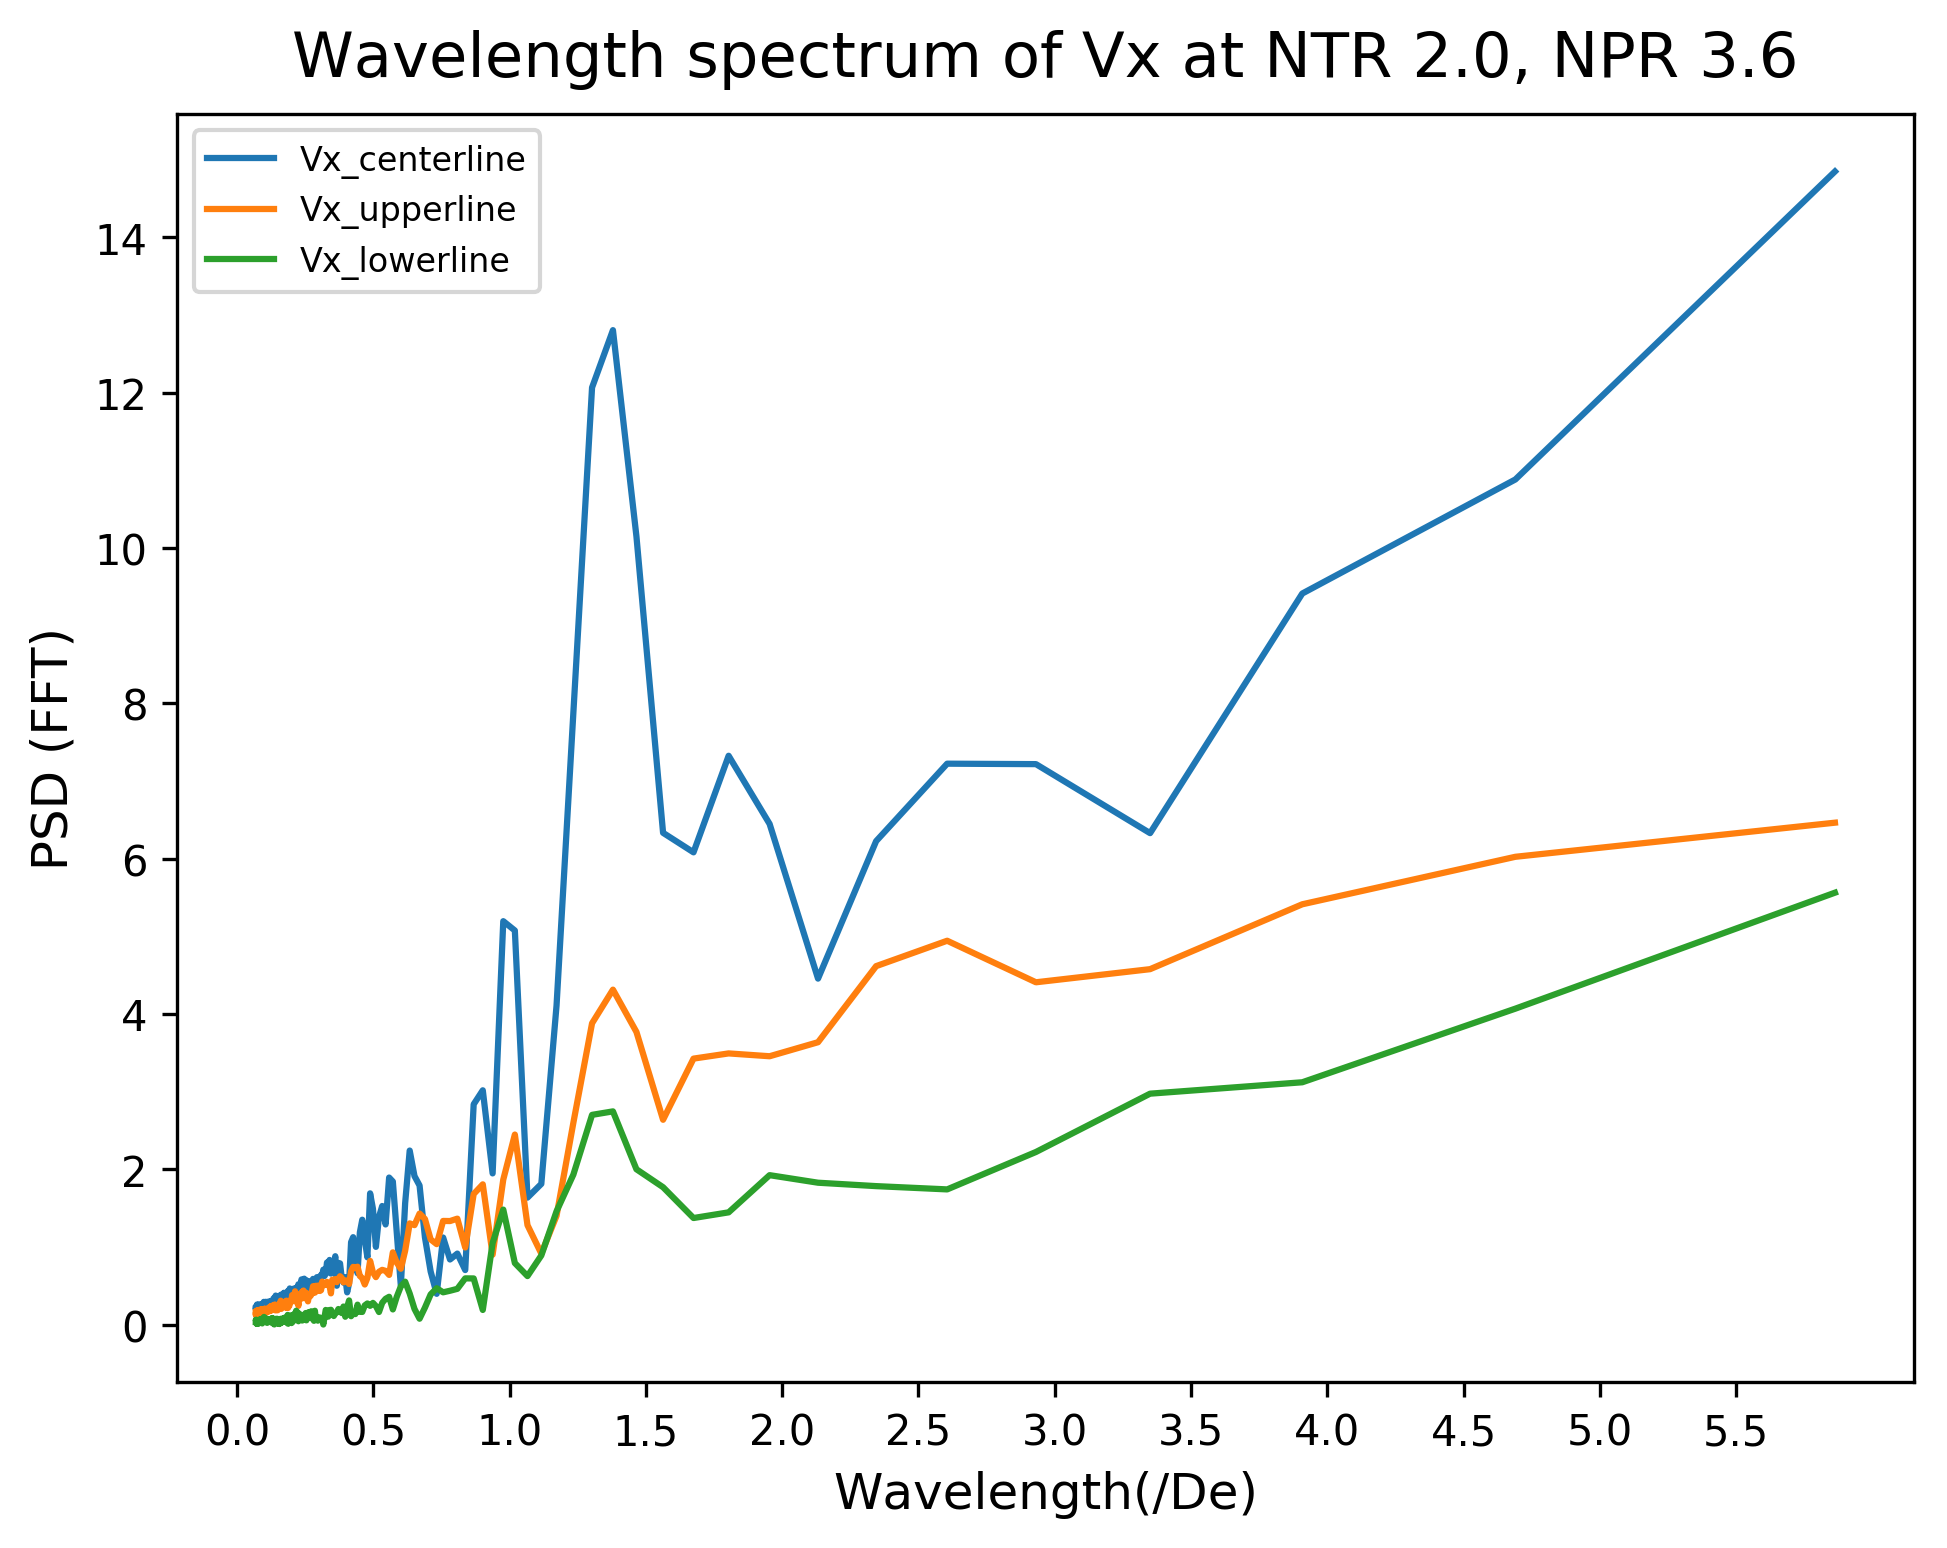 Wavelength spectrum of Vx at NTR 2.0, NPR 3.6
Vx_centerline
Vx_upperline
Vx_lowerline
PSD (FFT)
14
12
10
8
6
4
2
0
0.0 0.5 1.0 1.5 2.0 2.5 3.0 3.5 4.0 4.5 5.0 5.5
Wavelength(/De)